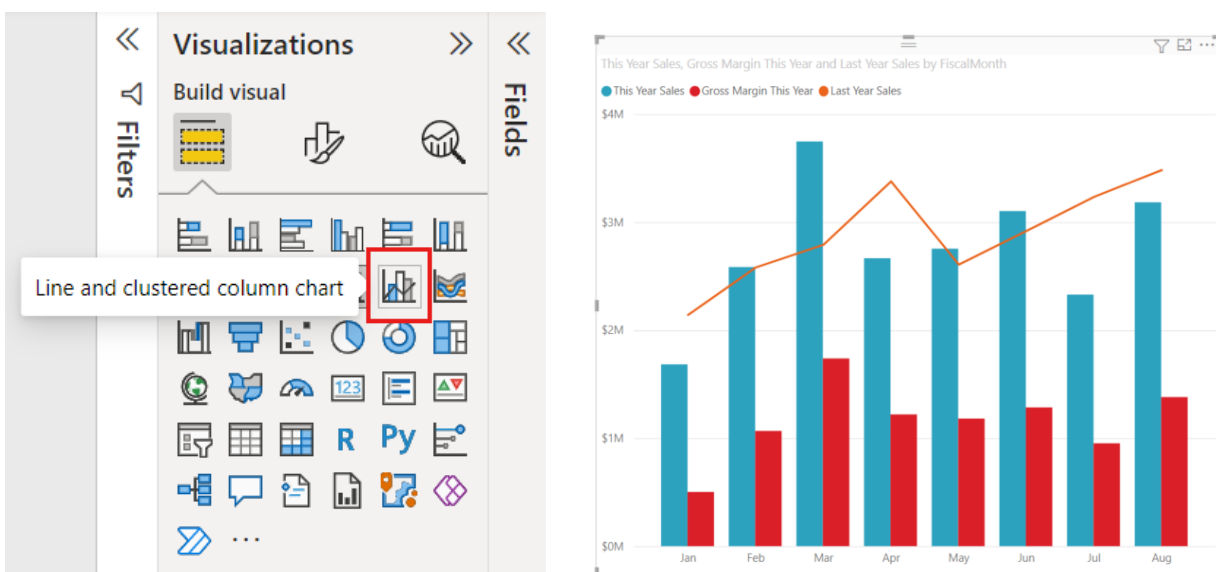 Visualizations
Build visual
Filters
Fields
Line and clustered column chart
123
R
Py
This Year Sales, Gross Margin This Year and Last Year Sales by FiscalMonth
This Year Sales Gross Margin This Year Last Year Sales
$4M
$3M
$2M
$1M
$0M
Jan Feb Mar Apr May Jun Jul Aug